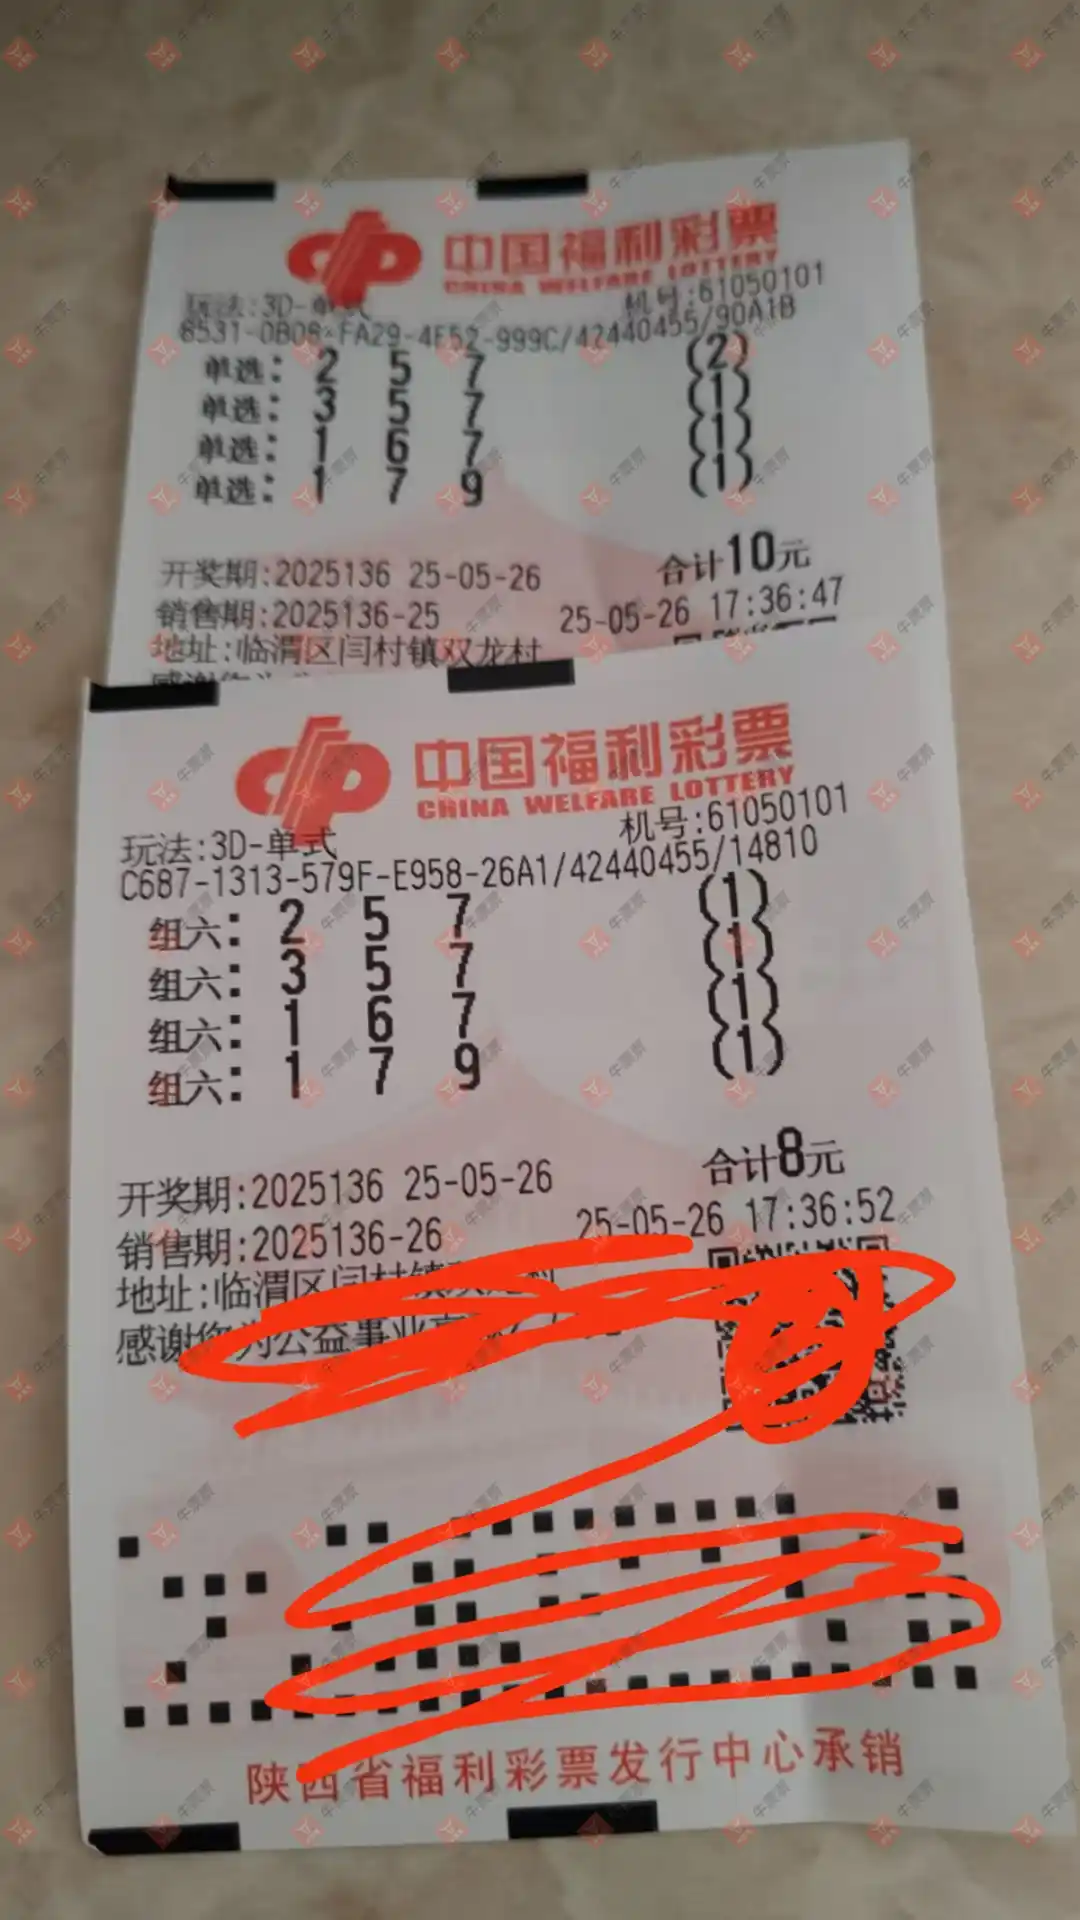 中国福利彩票
CHINA WELFARE LOTTERY
玩法:3D-单式 机号:61050101
8531-0B08-FA29-4F52-999C/42440455/90A1B
单选: 2 5 7 (2)
单选: 3 5 7 (1)
单选: 1 6 7 (1)
单选: 1 7 9 (1)
合计10元
开奖期:2025136 25-05-26
销售期:2025136-25 25-05-26 17:36:47
地址:临渭区闫村镇双龙村
中国福利彩票
CHINA WELFARE LOTTERY
玩法:3D-单式 机号:61050101
C687-1313-579F-E958-26A1/42440455/14810
组六: 2 5 7 (1)
组六: 3 5 7 (1)
组六: 1 6 7 (1)
组六: 1 7 9 (1)
合计8元
开奖期:2025136 25-05-26
销售期:2025136-26 25-05-26 17:36:52
地址:临渭区闫村镇
感谢您为公益事业
陕西省福利彩票发行中心承销
牛票票